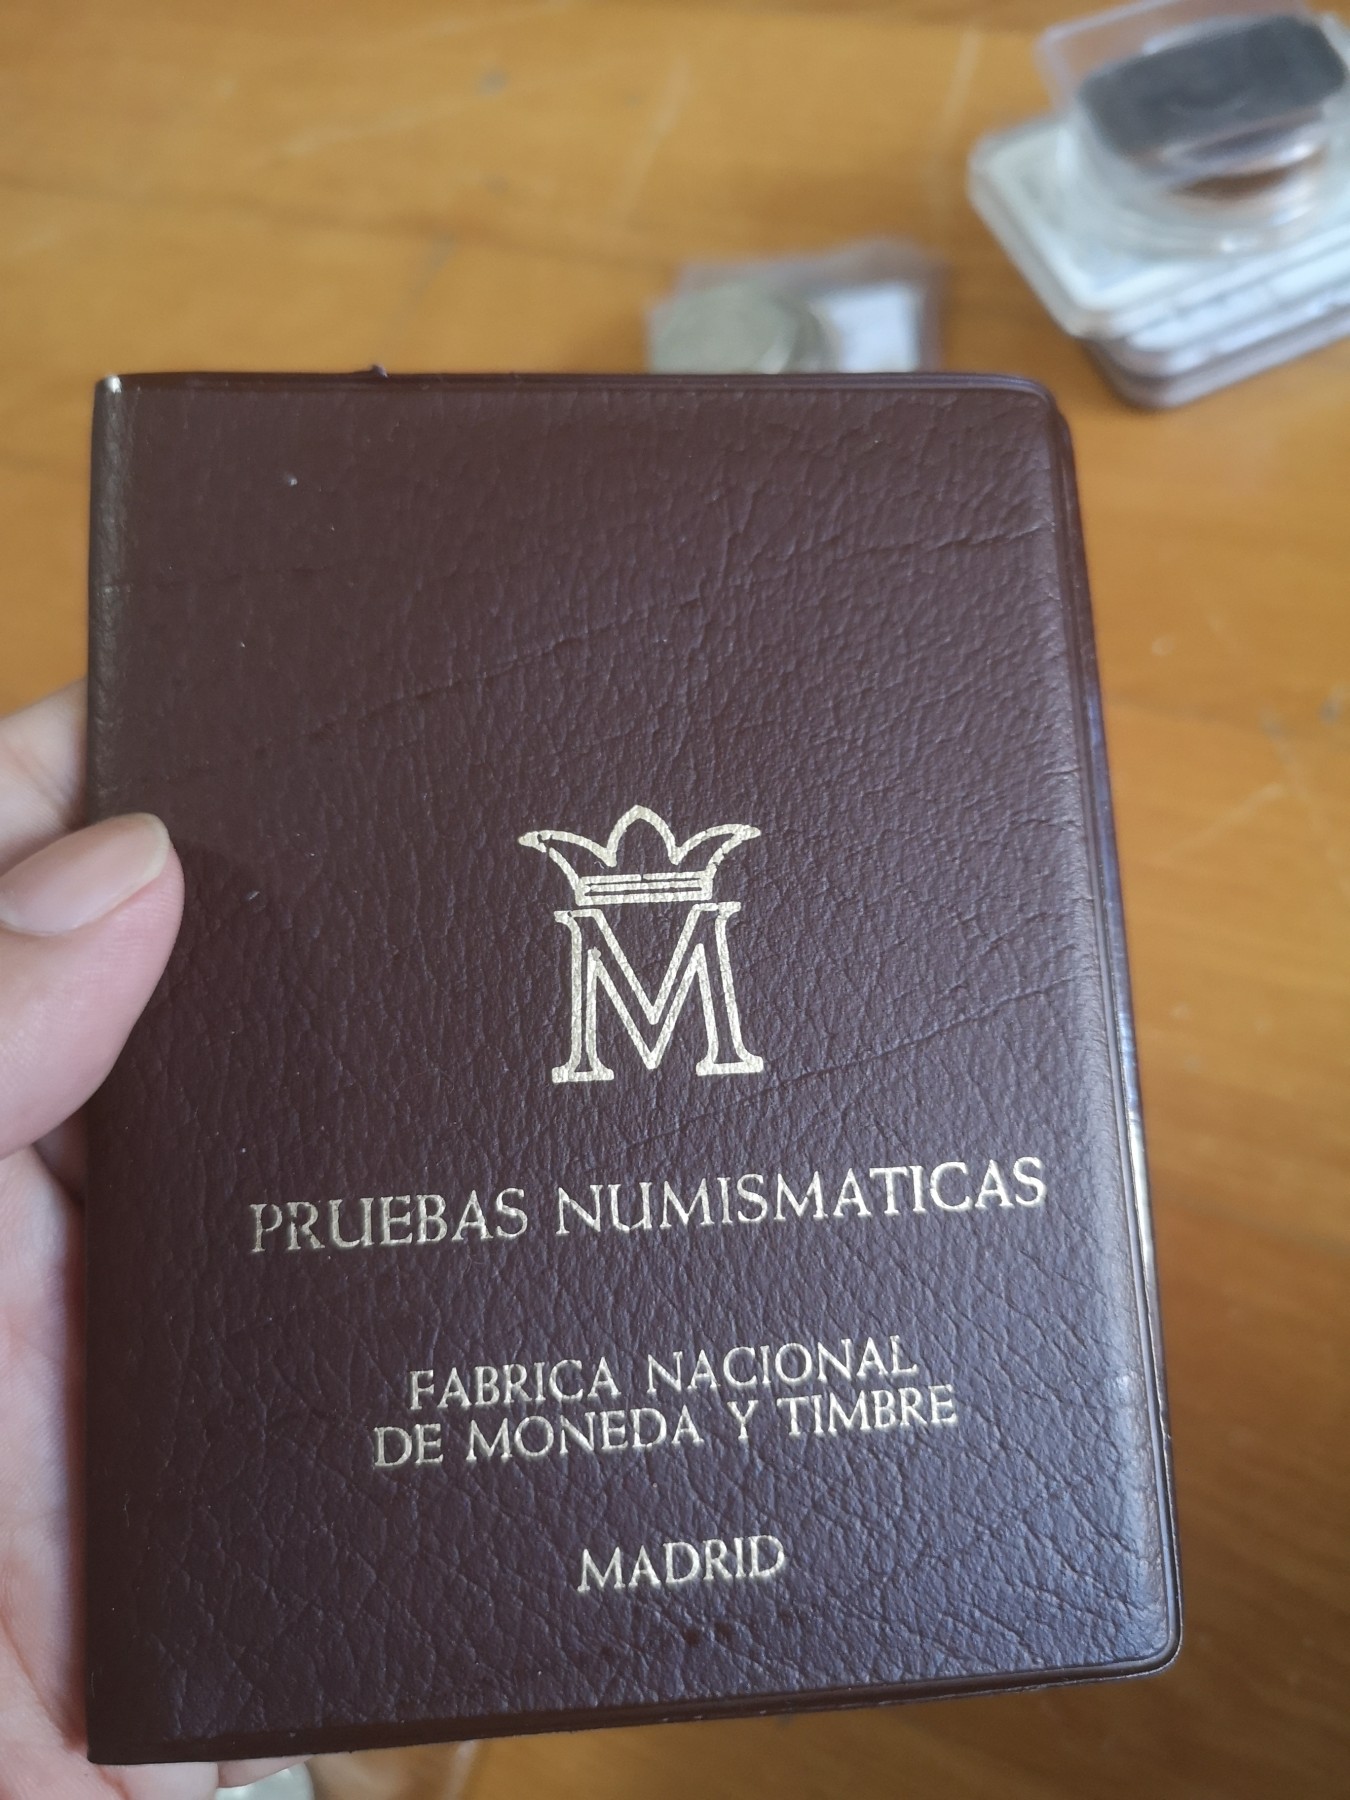 M
PRUEBAS NUMISMATICAS
FABRICA NACIONAL
DE MONEDA Y TIMBRE
MADRID